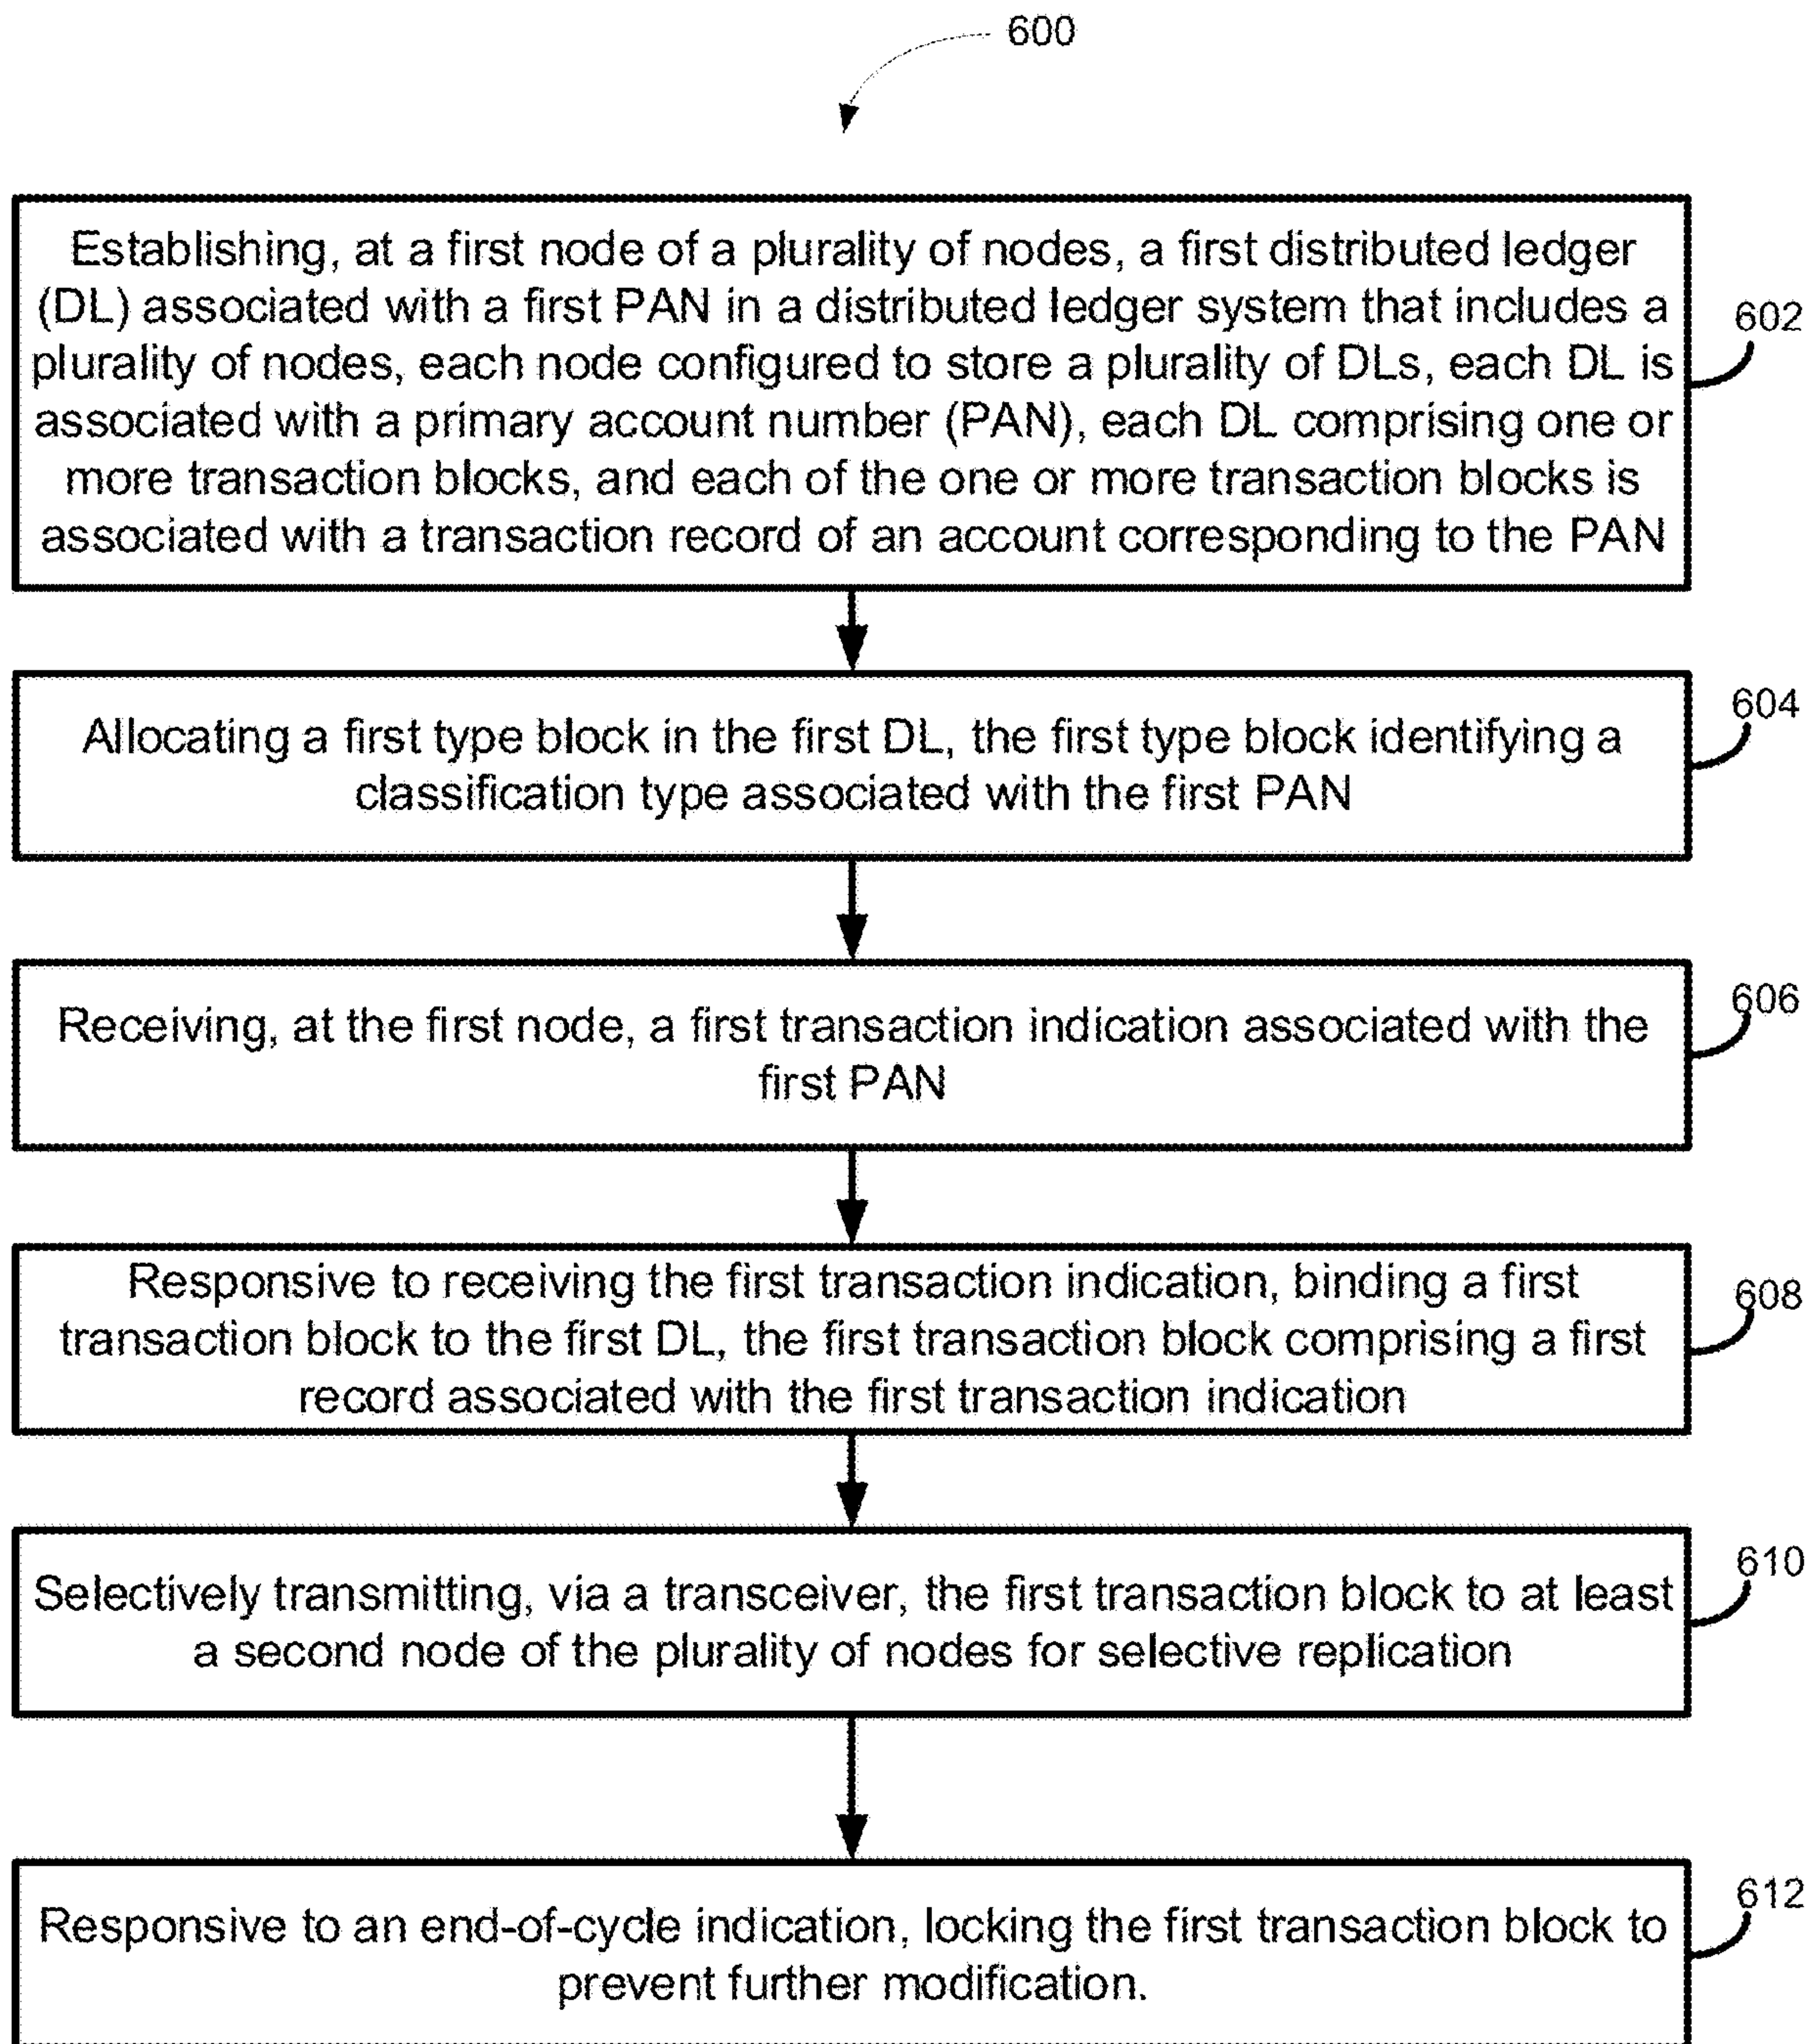 600
Establishing, at a first node of a plurality of nodes, a first distributed ledger
(DL) associated with a first PAN in a distributed ledger system that includes a
plurality of nodes, each node configured to store a plurality of DLs, each DL is
associated with a primary account number (PAN), each DL comprising one or
more transaction blocks, and each of the one or more transaction blocks is
associated with a transaction record of an account corresponding to the PAN
602
Allocating a first type block in the first DL, the first type block identifying a
classification type associated with the first PAN
604
Receiving, at the first node, a first transaction indication associated with the
first PAN
606
Responsive to receiving the first transaction indication, binding a first
transaction block to the first DL, the first transaction block comprising a first
record associated with the first transaction indication
608
Selectively transmitting, via a transceiver, the first transaction block to at least
a second node of the plurality of nodes for selective replication
610
Responsive to an end-of-cycle indication, locking the first transaction block to
prevent further modification.
612